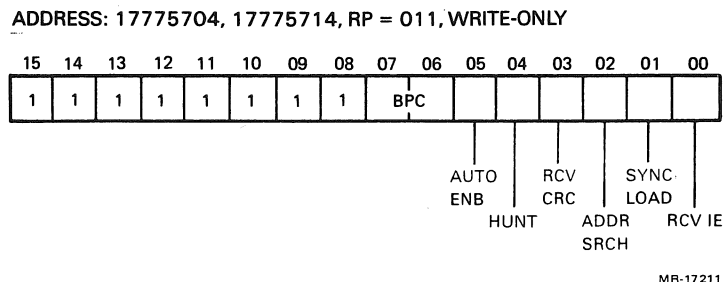 ADDRESS: 17775704, 17775714, RP = 011, WRITE-ONLY
15 14 13 12 11 10 09 08 07 06 05 04 03 02 01 00
1 1 1 1 1 1 1 1 BPC
AUTO RCV SYNC
ENB CRC LOAD
HUNT ADDR RCV IE
SRCH
MR-17211